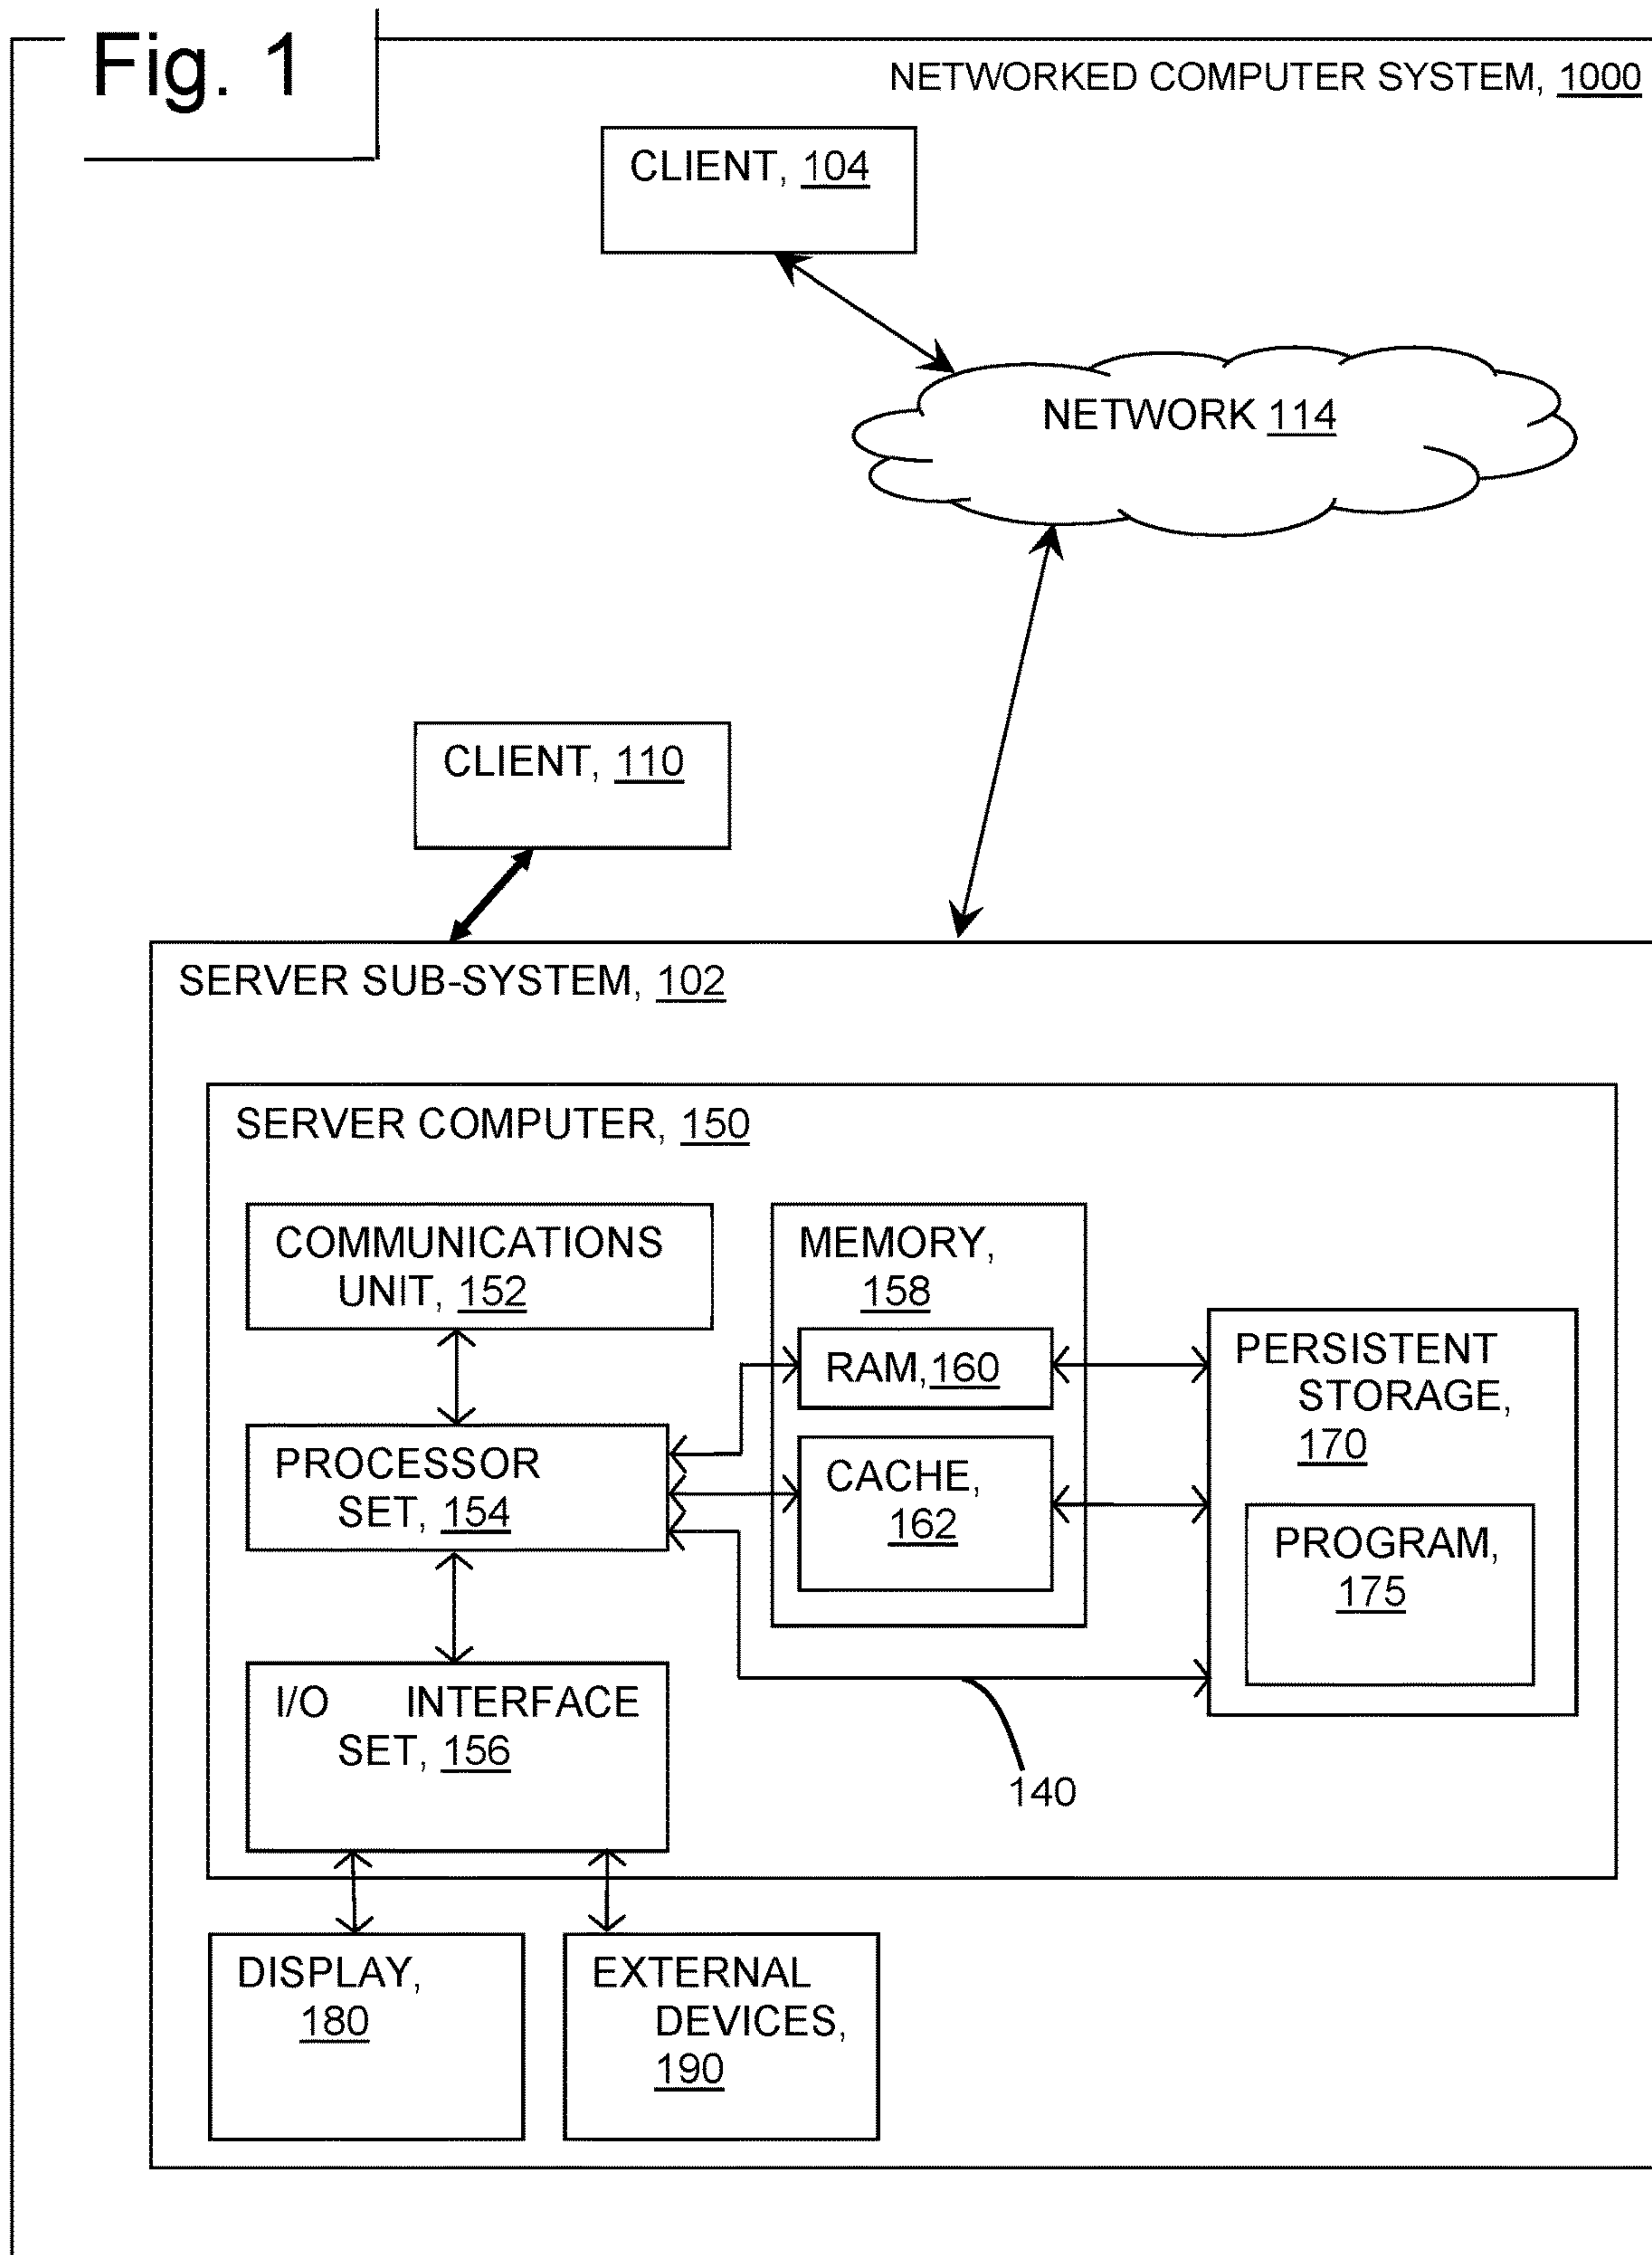 Fig. 1
NETWORKED COMPUTER SYSTEM, 1000
CLIENT, 104
NETWORK 114
CLIENT, 110
SERVER SUB-SYSTEM, 102
SERVER COMPUTER, 150
COMMUNICATIONS
UNIT, 152
MEMORY,
158
RAM, 160
PERSISTENT
STORAGE,
170
PROCESSOR
SET, 154
CACHE,
162
PROGRAM,
175
I/O INTERFACE
SET, 156
140
DISPLAY,
180
EXTERNAL
DEVICES,
190